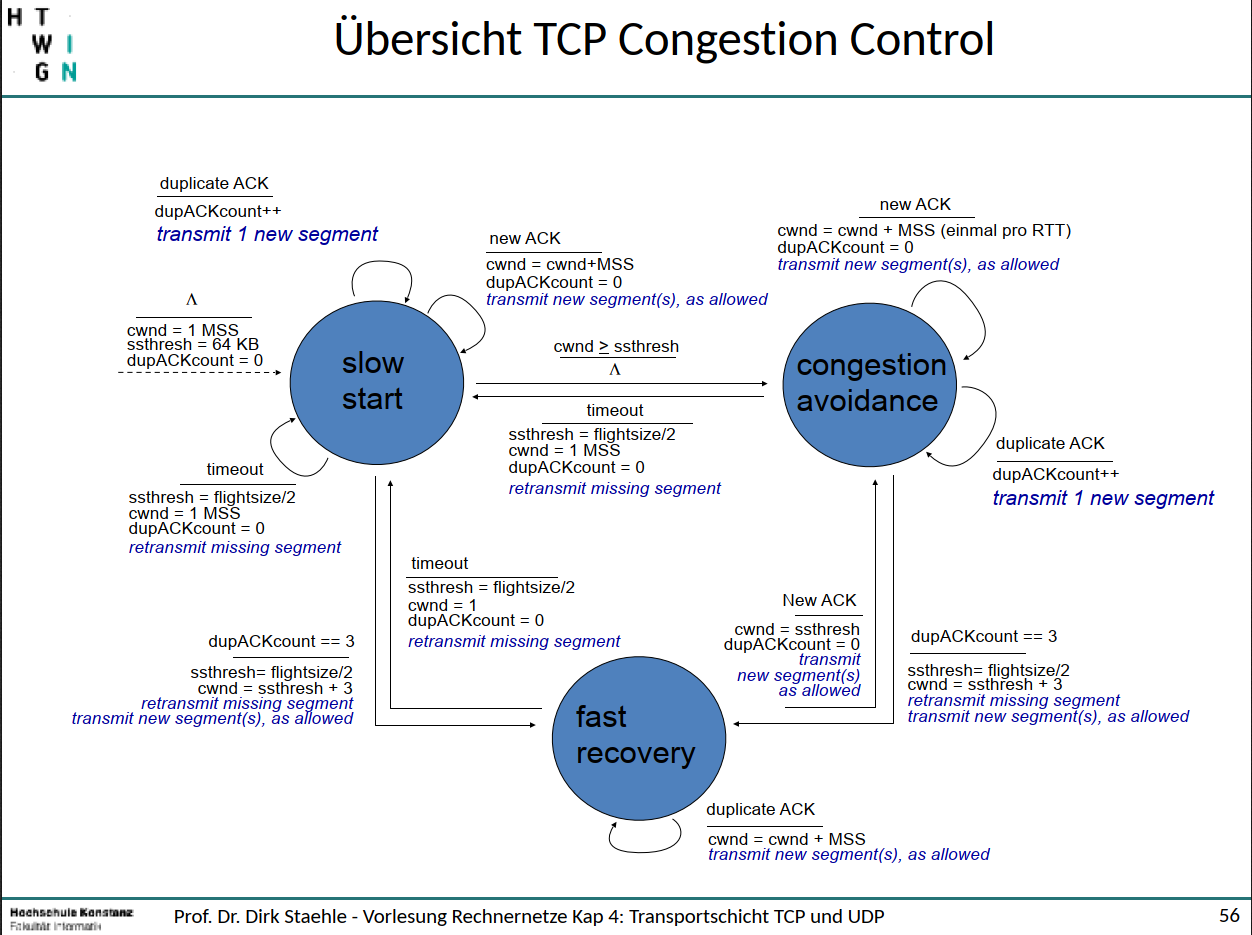 H T
W I
G N
Übersicht TCP Congestion Control
duplicate ACK
dupACKcount++
transmit 1 new segment
new ACK
cwnd = cwnd+MSS
dupACKcount = 0
transmit new segment(s), as allowed
new ACK
cwnd = cwnd + MSS (einmal pro RTT)
dupACKcount = 0
transmit new segment(s), as allowed
Λ
cwnd = 1 MSS
ssthresh = 64 KB
dupACKcount = 0
slow
start
cwnd ≥ ssthresh
Λ
congestion
avoidance
timeout
ssthresh = flightsize/2
cwnd = 1 MSS
dupACKcount = 0
retransmit missing segment
duplicate ACK
dupACKcount++
transmit 1 new segment
timeout
ssthresh = flightsize/2
cwnd = 1 MSS
dupACKcount = 0
retransmit missing segment
timeout
ssthresh = flightsize/2
cwnd = 1
dupACKcount = 0
retransmit missing segment
New ACK
cwnd = ssthresh
dupACKcount = 0
transmit
new segment(s)
as allowed
dupACKcount == 3
ssthresh= flightsize/2
cwnd = ssthresh + 3
retransmit missing segment
transmit new segment(s), as allowed
dupACKcount == 3
ssthresh= flightsize/2
cwnd = ssthresh + 3
retransmit missing segment
transmit new segment(s), as allowed
fast
recovery
duplicate ACK
cwnd = cwnd + MSS
transmit new segment(s), as allowed
Hochschule Konstanz
Fakultät Informatik
Prof. Dr. Dirk Staehle - Vorlesung Rechnernetze Kap 4: Transportschicht TCP und UDP
56